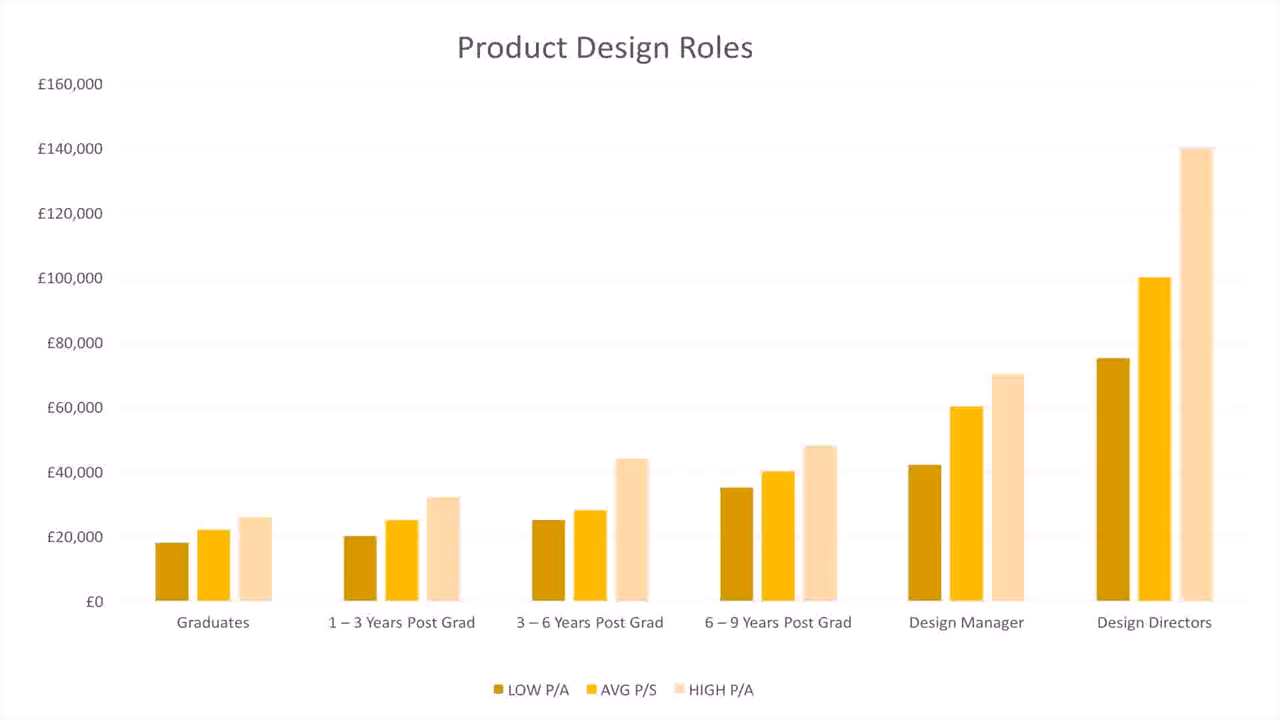 Product Design Roles
£160,000
£140,000
£120,000
£100,000
£80,000
£60,000
£40,000
£20,000
£0
Graduates
1 – 3 Years Post Grad
3 – 6 Years Post Grad
6 – 9 Years Post Grad
Design Manager
Design Directors
LOW P/A
AVG P/S
HIGH P/A